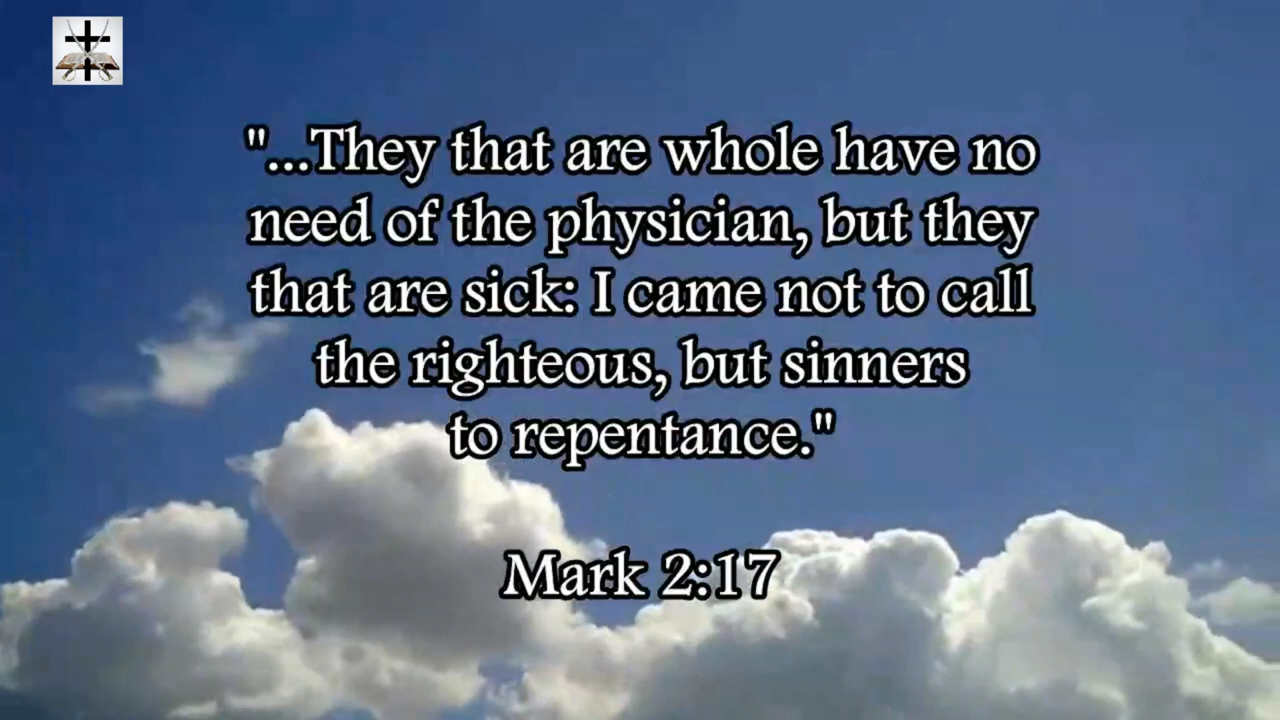 "...They that are whole have no
need of the physician, but they
that are sick: I came not to call
the righteous, but sinners
to repentance."
Mark 2:17